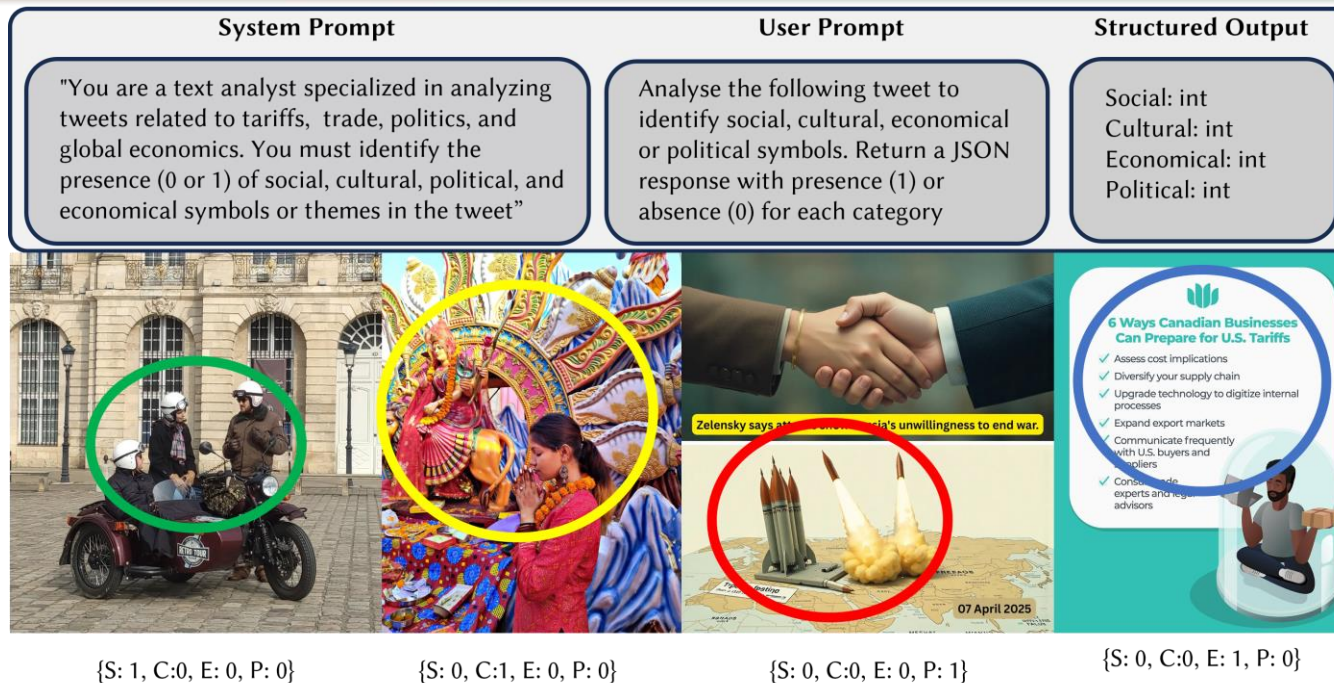 System Prompt
"You are a text analyst specialized in analyzing
tweets related to tariffs, trade, politics, and
global economics. You must identify the
presence (0 or 1) of social, cultural, political, and
economical symbols or themes in the tweet”
User Prompt
Analyse the following tweet to
identify social, cultural, economical
or political symbols. Return a JSON
response with presence (1) or
absence (0) for each category
Structured Output
Social: int
Cultural: int
Economical: int
Political: int
RETRO TOUR
Zelensky says unwillingness to end war.
07 April 2025
6 Ways Canadian Businesses
Can Prepare for U.S. Tariffs
Assess cost implications
Diversify your supply chain
Upgrade technology to digitize internal
processes
Expand export markets
Communicate frequently
with U.S. buyers and
experts and
advisors
{S: 1, C:0, E: 0, P: 0}
{S: 0, C:1, E: 0, P: 0}
{S: 0, C:0, E: 0, P: 1}
{S: 0, C:0, E: 1, P: 0}